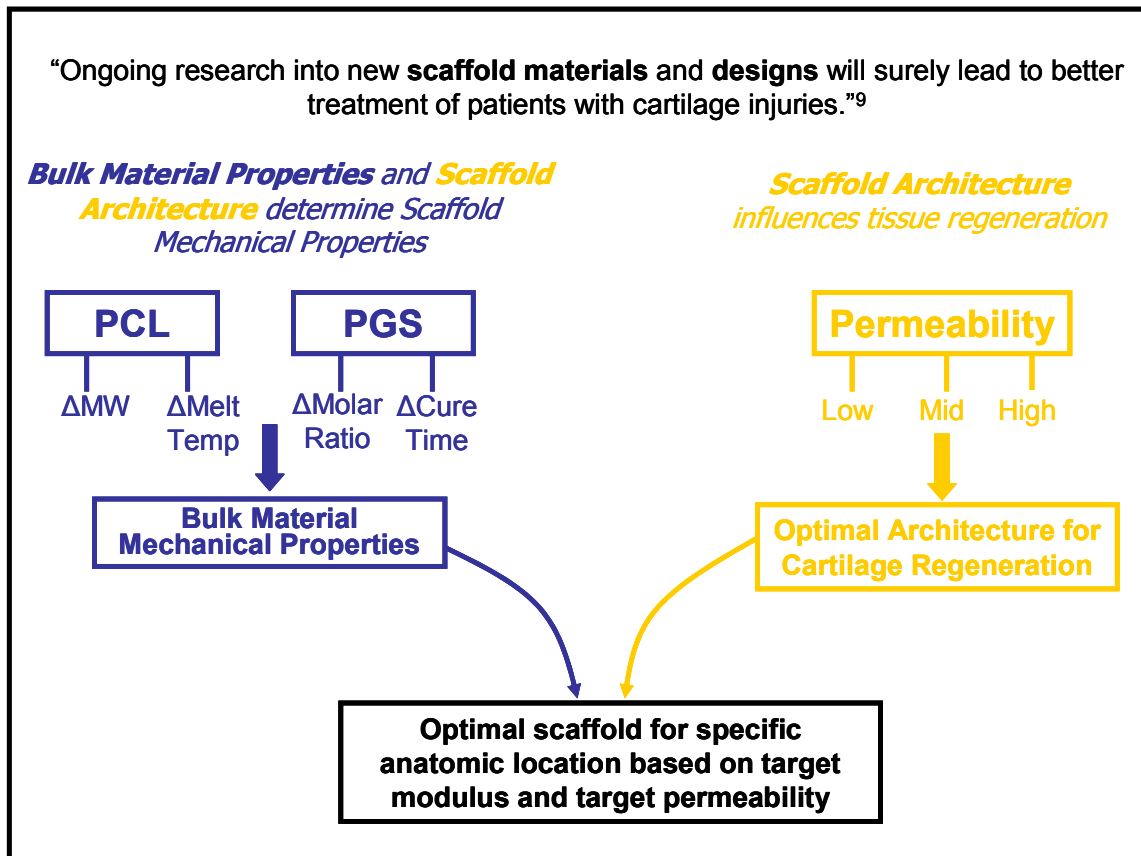 “Ongoing research into new scaffold materials and designs will surely lead to better
treatment of patients with cartilage injuries.”⁹
Bulk Material Properties and Scaffold
Architecture determine Scaffold
Mechanical Properties
Scaffold Architecture
influences tissue regeneration
PCL
PGS
ΔMW
ΔMelt
Temp
ΔMolar
Ratio
ΔCure
Time
Bulk Material
Mechanical Properties
Permeability
Low
Mid
High
Optimal Architecture for
Cartilage Regeneration
Optimal scaffold for specific
anatomic location based on target
modulus and target permeability